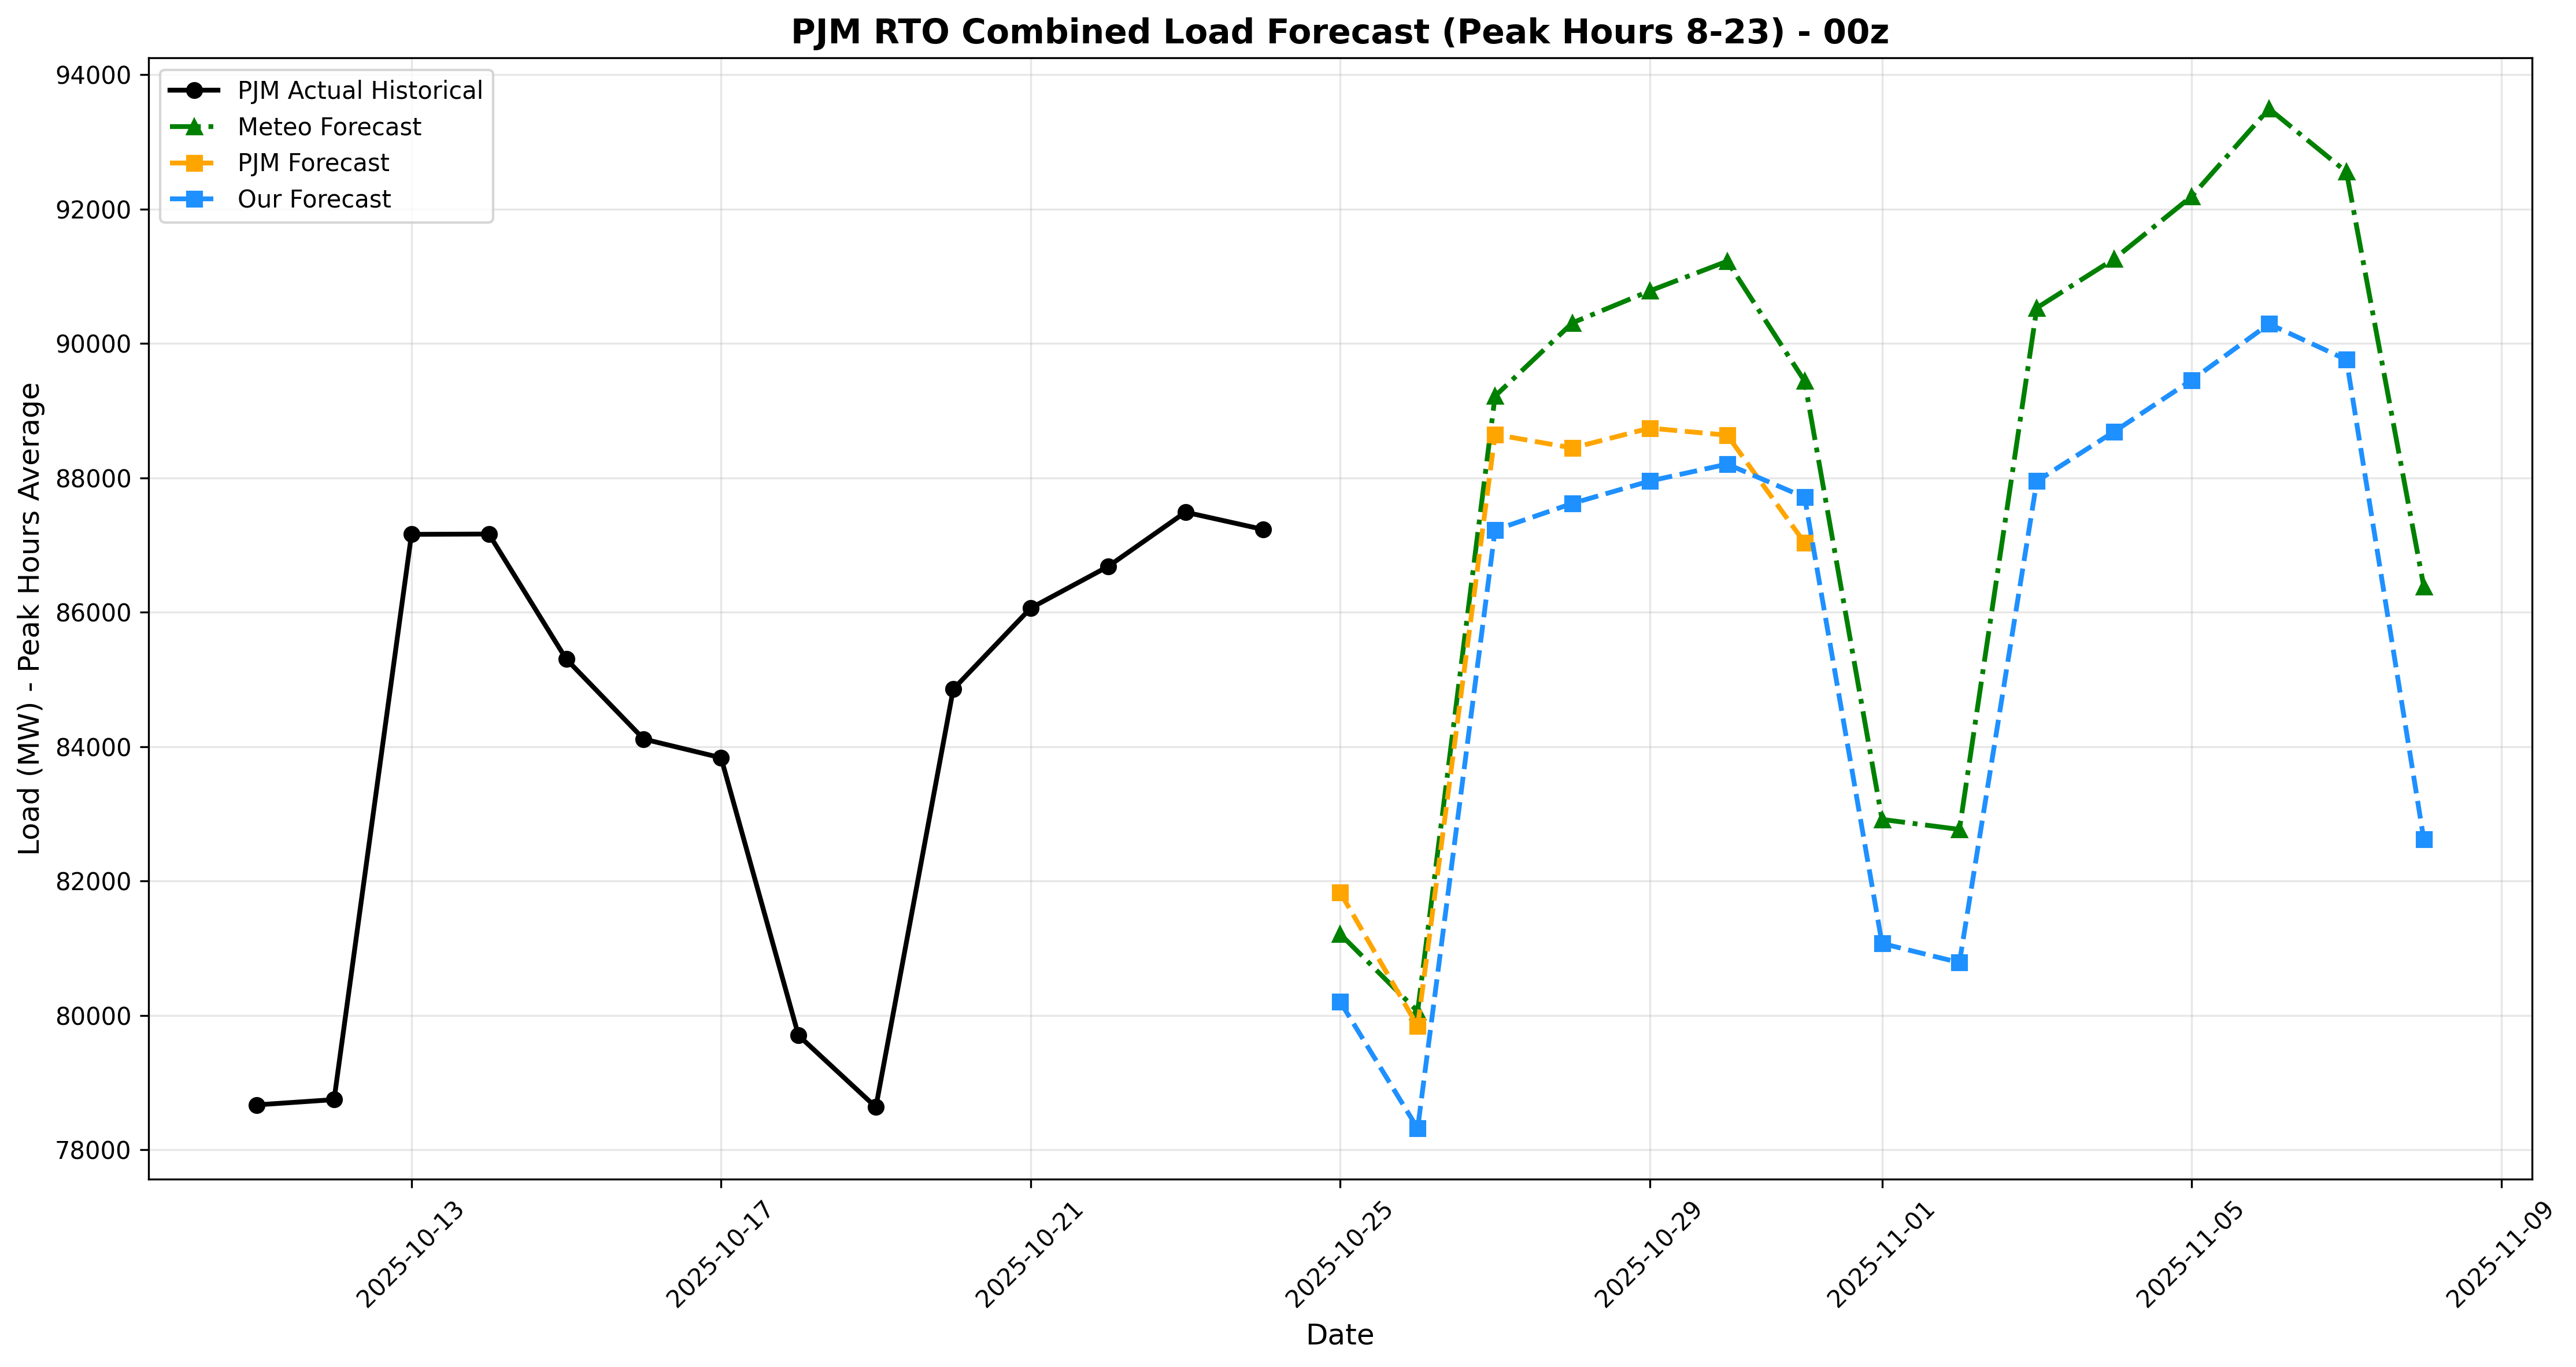 PJM RTO Combined Load Forecast (Peak Hours 8-23) - 00z
PJM Actual Historical
Meteo Forecast
PJM Forecast
Our Forecast
Load (MW) - Peak Hours Average
94000
92000
90000
88000
86000
84000
82000
80000
78000
2025-10-13
2025-10-17
2025-10-21
2025-10-25
2025-10-29
2025-11-01
2025-11-05
2025-11-09
Date